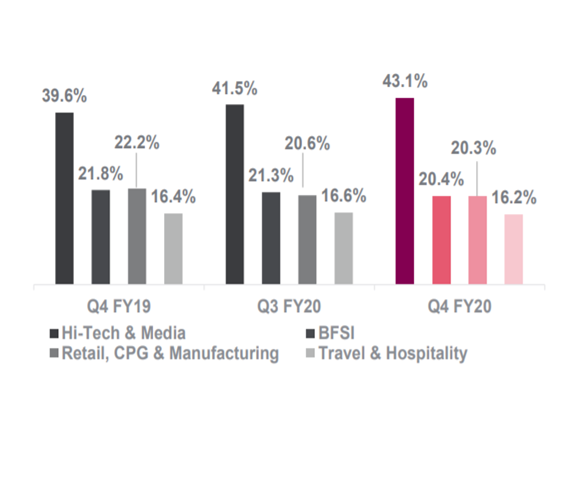 39.6%
21.8%
22.2%
16.4%
41.5%
21.3%
20.6%
16.6%
43.1%
20.4%
20.3%
16.2%
Q4 FY19
Q3 FY20
Q4 FY20
Hi-Tech & Media
BFSI
Retail, CPG & Manufacturing
Travel & Hospitality